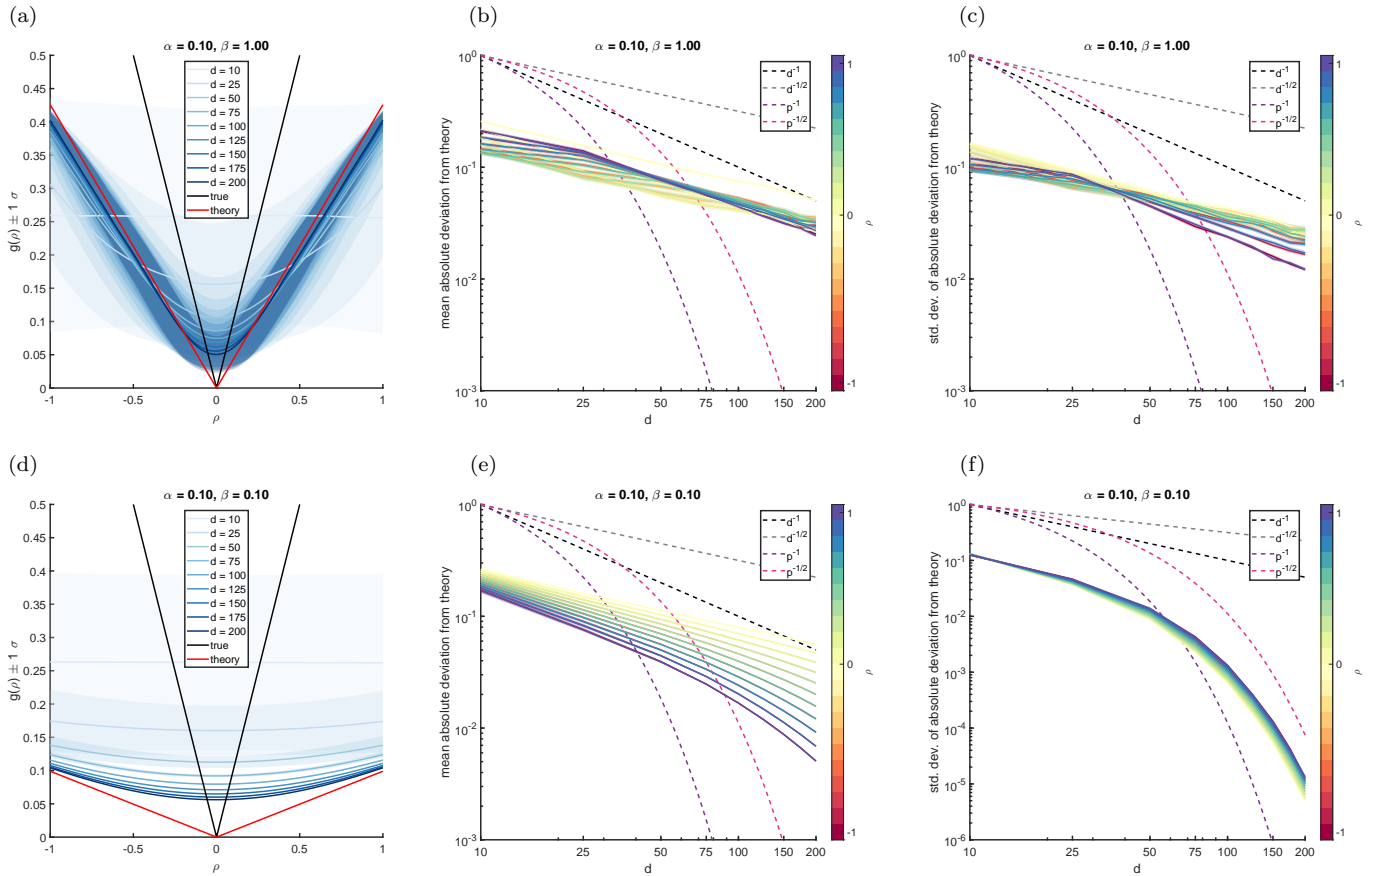 (a)
α = 0.10, β = 1.00
g(ρ) ± 1 σ
0.5
0.45
0.4
0.35
0.3
0.25
0.2
0.15
0.1
0.05
0
d = 10
d = 25
d = 50
d = 75
d = 100
d = 125
d = 150
d = 175
d = 200
true
theory
-1
-0.5
0
0.5
1
ρ
(b)
α = 0.10, β = 1.00
mean absolute deviation from theory
10^0
10^-1
10^-2
10^-3
d^-1
d^-1/2
p^-1
p^-1/2
10
25
50
75
100
150
200
d
1
0
-1
ρ
(c)
α = 0.10, β = 1.00
std. dev. of absolute deviation from theory
10^0
10^-1
10^-2
10^-3
d^-1
d^-1/2
p^-1
p^-1/2
10
25
50
75
100
150
200
d
1
0
-1
ρ
(d)
α = 0.10, β = 0.10
g(ρ) ± 1 σ
0.5
0.45
0.4
0.35
0.3
0.25
0.2
0.15
0.1
0.05
0
d = 10
d = 25
d = 50
d = 75
d = 100
d = 125
d = 150
d = 175
d = 200
true
theory
-1
-0.5
0
0.5
1
ρ
(e)
α = 0.10, β = 0.10
mean absolute deviation from theory
10^0
10^-1
10^-2
10^-3
d^-1
d^-1/2
p^-1
p^-1/2
10
25
50
75
100
150
200
d
1
0
-1
ρ
(f)
α = 0.10, β = 0.10
std. dev. of absolute deviation from theory
10^0
10^-1
10^-2
10^-3
10^-4
10^-5
10^-6
d^-1
d^-1/2
p^-1
p^-1/2
10
25
50
75
100
150
200
d
1
0
-1
ρ